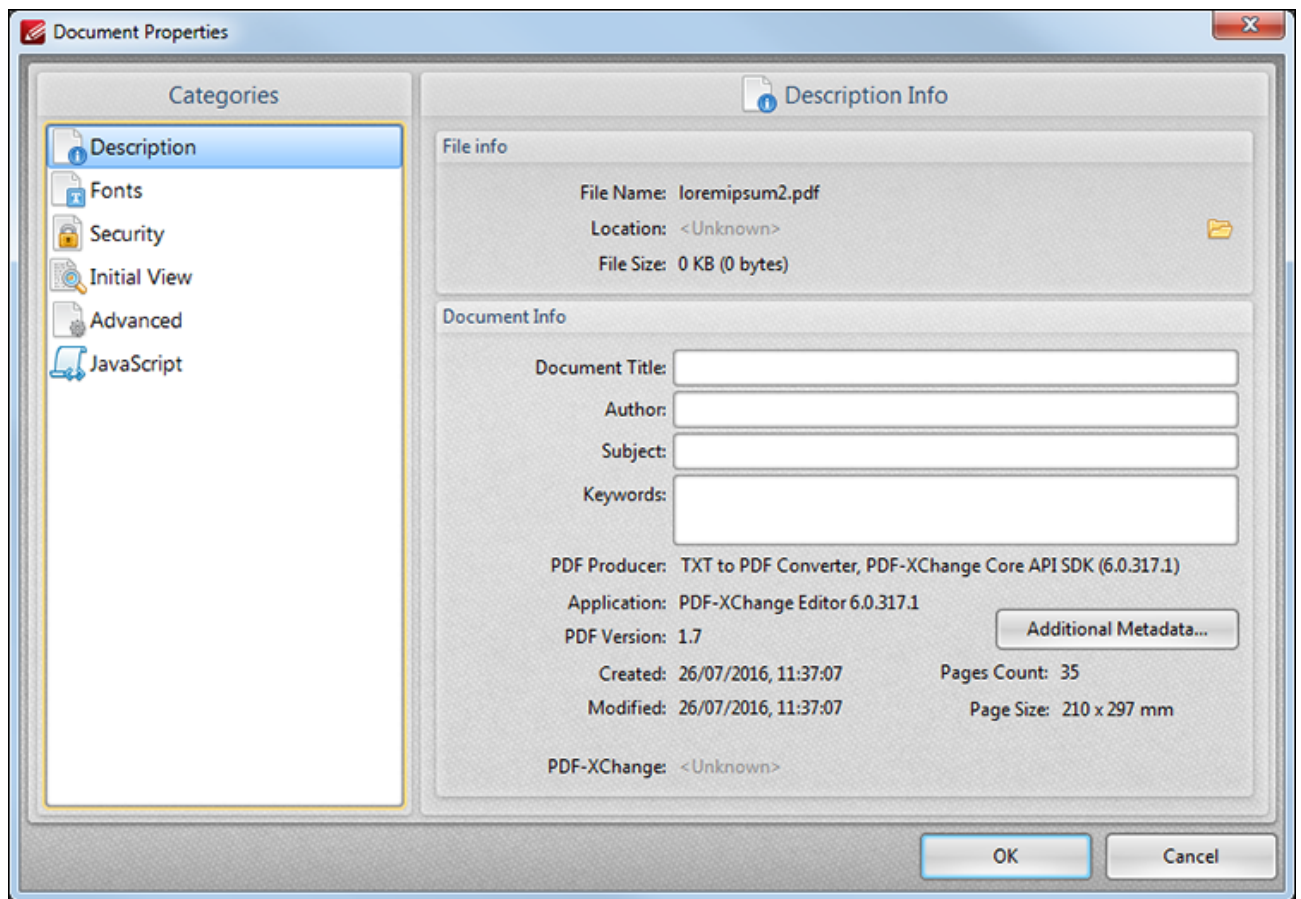 Document Properties
Categories
Description
Fonts
Security
Initial View
Advanced
JavaScript
Description Info
File info
File Name: loremipsum2.pdf
Location: <Unknown>
File Size: 0 KB (0 bytes)
Document Info
Document Title:
Author:
Subject:
Keywords:
PDF Producer: TXT to PDF Converter, PDF-XChange Core API SDK (6.0.317.1)
Application: PDF-XChange Editor 6.0.317.1
PDF Version: 1.7
Additional Metadata...
Created: 26/07/2016, 11:37:07 Pages Count: 35
Modified: 26/07/2016, 11:37:07 Page Size: 210 x 297 mm
PDF-XChange: <Unknown>
OK Cancel